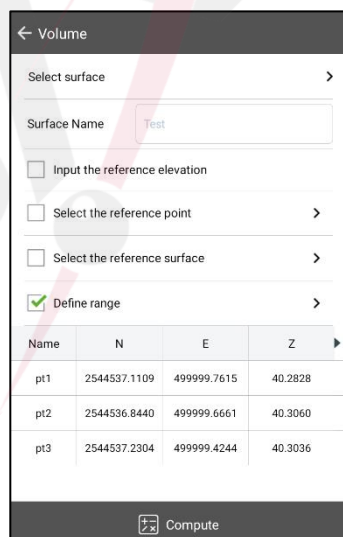 ← Volume
Select surface
Surface Name Test
Input the reference elevation
Select the reference point
Select the reference surface
Define range
Name N E Z
pt1 2544537.1109 499999.7615 40.2828
pt2 2544536.8440 499999.6661 40.3060
pt3 2544537.2304 499999.4244 40.3036
Compute